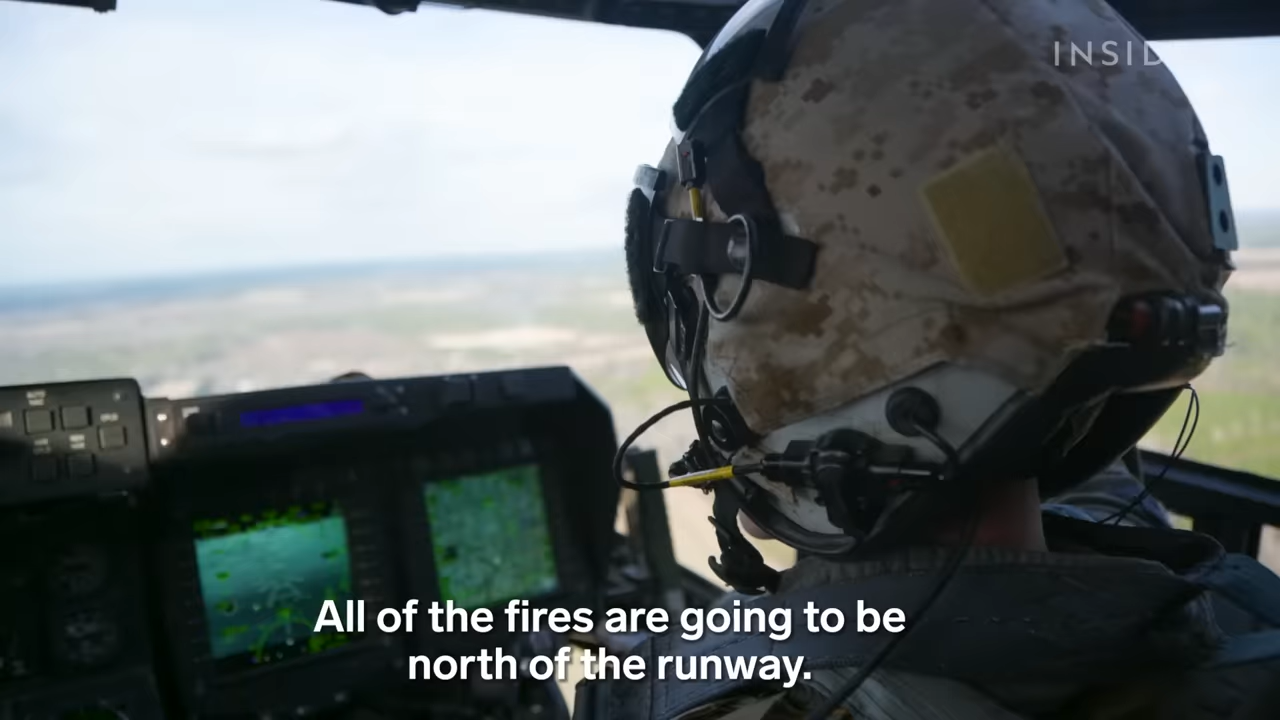 INSID
All of the fires are going to be
north of the runway.